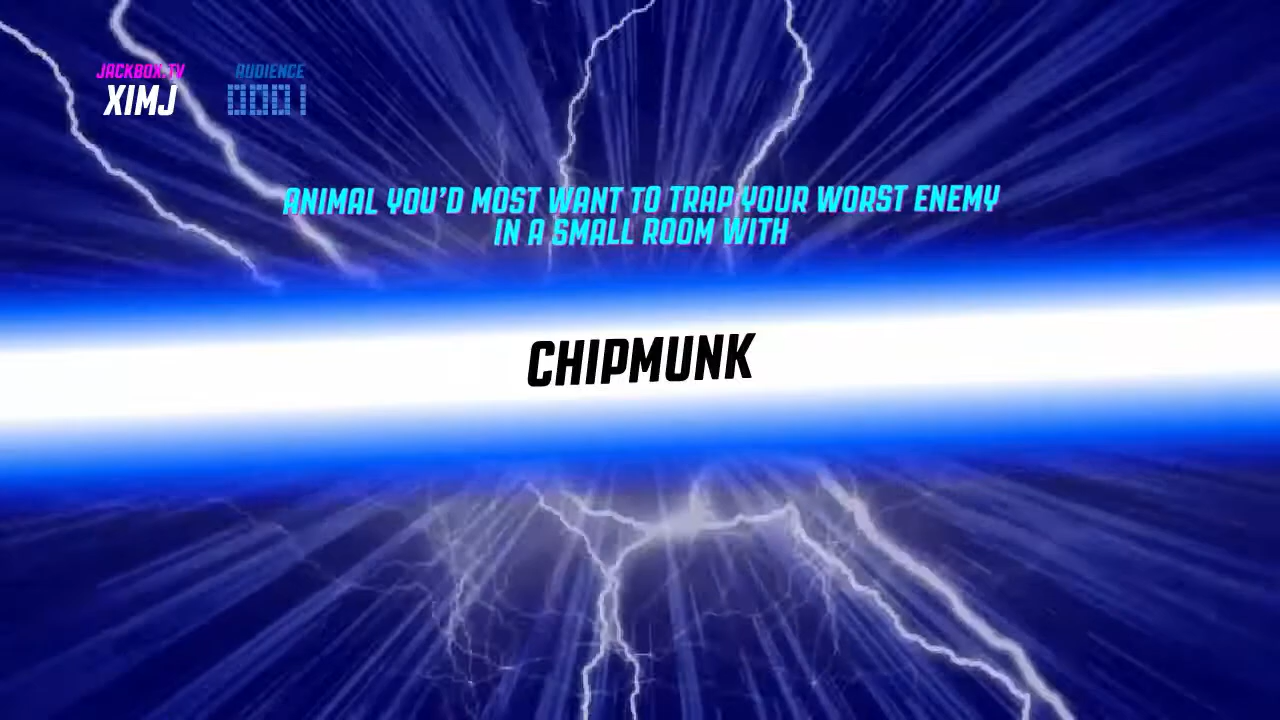 JACKBOX.TV
XIMJ
AUDIENCE
0001
ANIMAL YOU'D MOST WANT TO TRAP YOUR WORST ENEMY
IN A SMALL ROOM WITH
CHIPMUNK